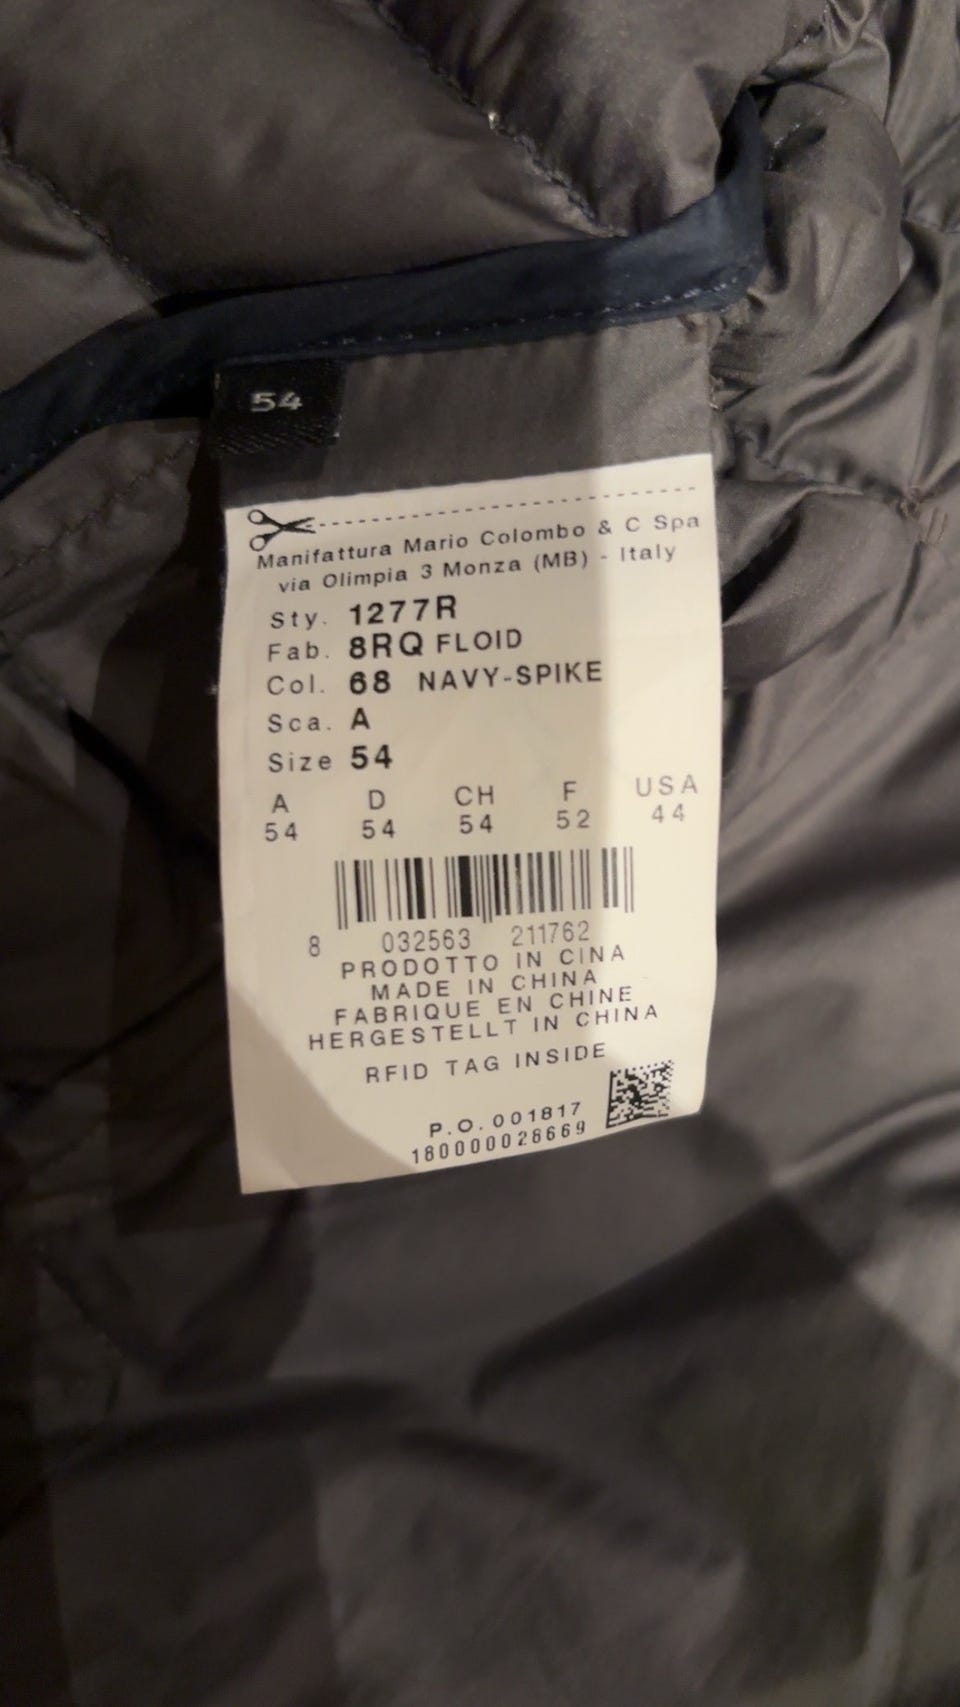 54
Manifattura Mario Colombo & C Spa
via Olimpia 3 Monza (MB) - Italy
Sty. 1277R
Fab. 8RQ FLOID
Col. 68 NAVY-SPIKE
Sca. A
Size 54
A D CH F USA
54 54 54 52 44
8 032563 211762
PRODOTTO IN CINA
MADE IN CHINA
FABRIQUE EN CHINE
HERGESTELLT IN CHINA
RFID TAG INSIDE
P.O. 001817
180000028669